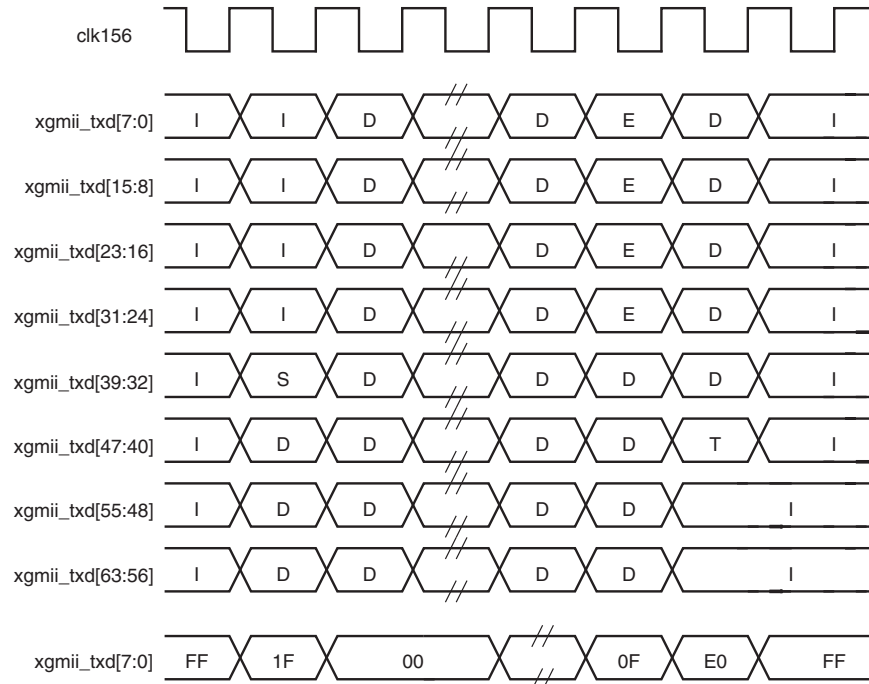 clk156
xgmii_txd[7:0] I I D D E D I
xgmii_txd[15:8] I I D D E D I
xgmii_txd[23:16] I I D D E D I
xgmii_txd[31:24] I I D D E D I
xgmii_txd[39:32] I S D D D D I
xgmii_txd[47:40] I D D D D T I
xgmii_txd[55:48] I D D D D I
xgmii_txd[63:56] I D D D D I
xgmii_txd[7:0] FF 1F 00 0F E0 FF